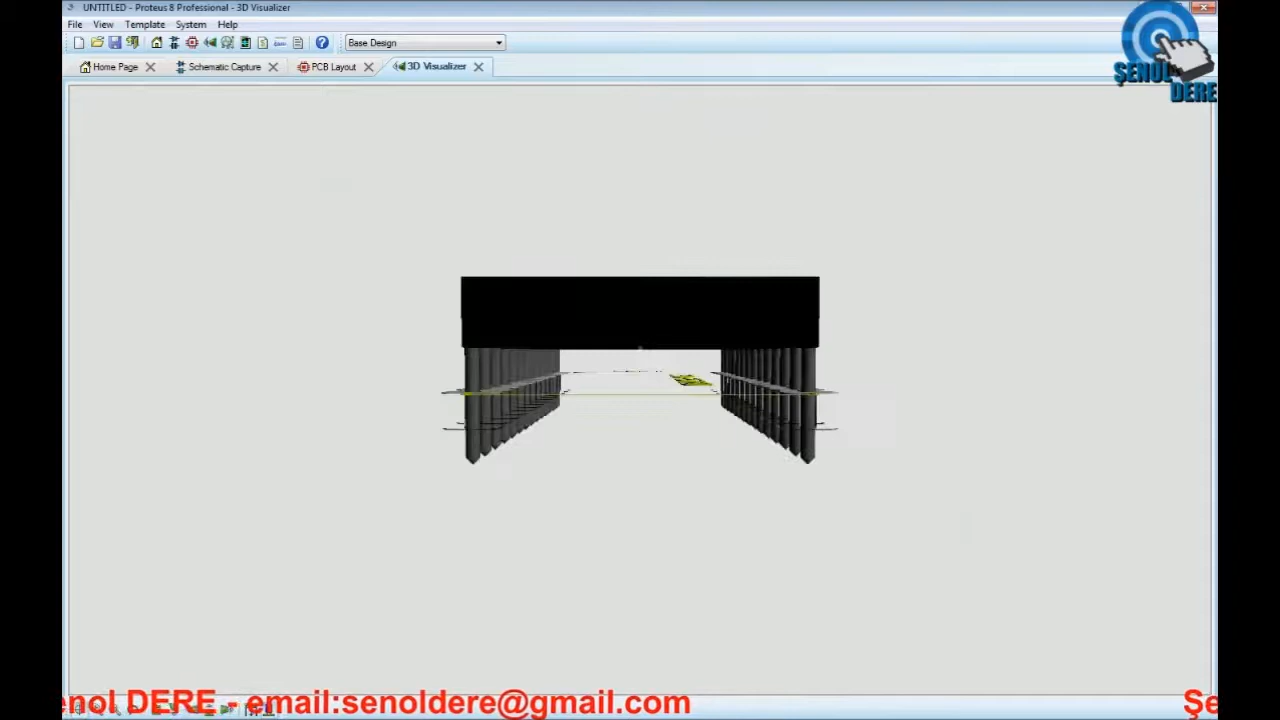 UNTITLED - Proteus 8 Professional - 3D Visualizer
File View Template System Help
Base Design
Home Page Schematic Capture PCB Layout 3D Visualizer
ŞENOL
DERE
enol DERE - email:senoldere@gmail.com Şe